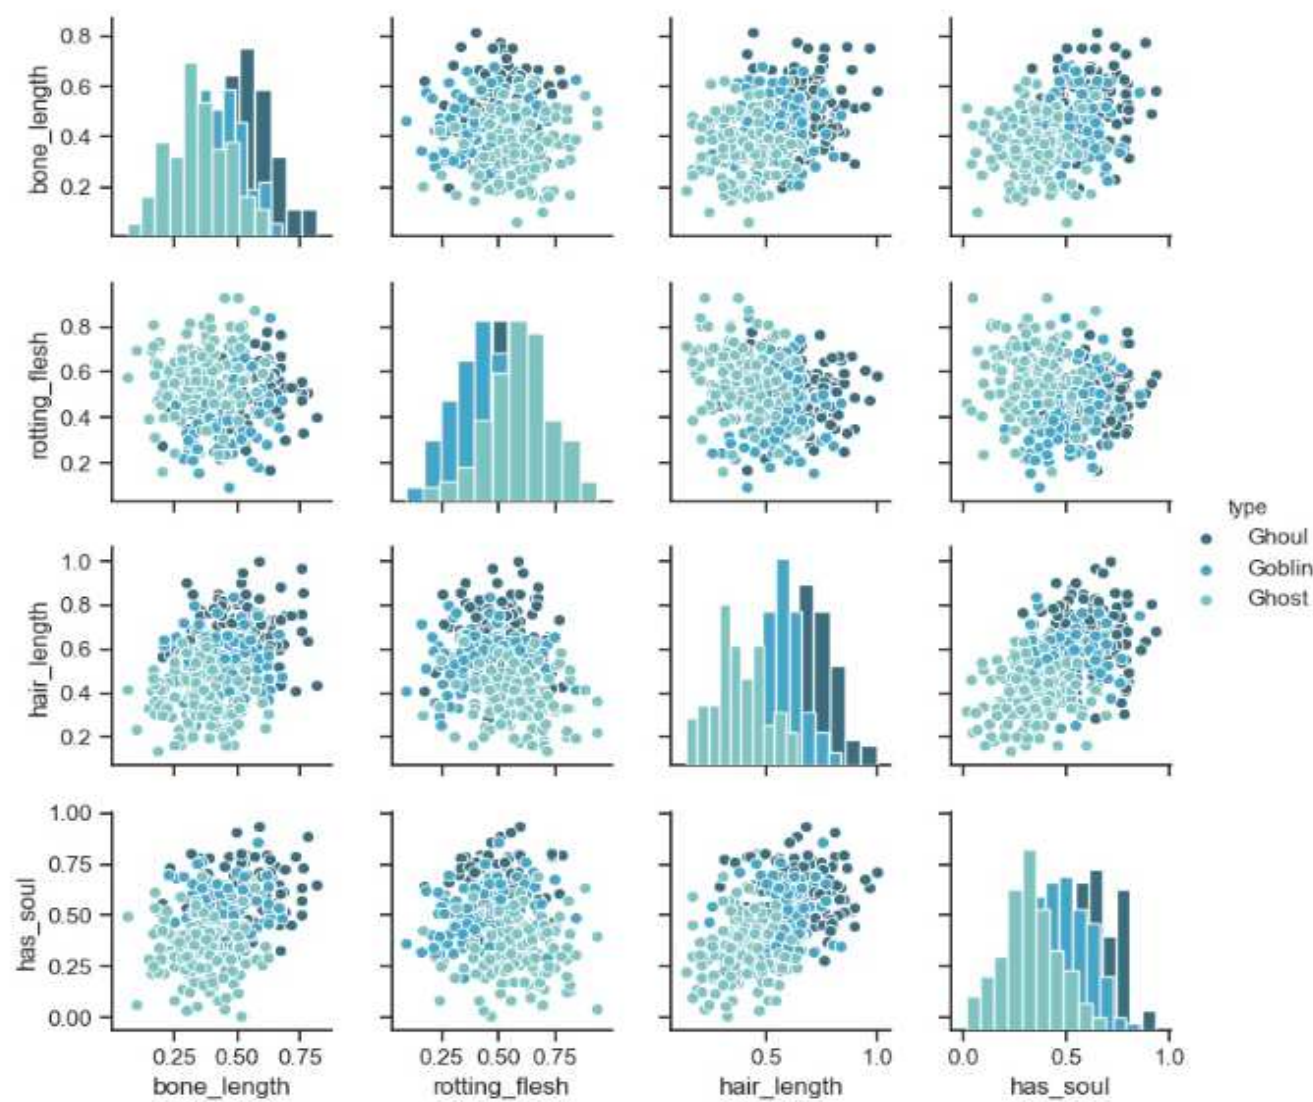 0.8
0.6
0.4
0.2
bone_length
0.8
0.6
0.4
0.2
rotting_flesh
type
Ghoul
Goblin
Ghost
1.0
0.8
0.6
0.4
0.2
hair_length
1.00
0.75
0.50
0.25
0.00
has_soul
0.25 0.50 0.75 0.25 0.50 0.75 0.5 1.0 0.0 0.5 1.0
bone_length rotting_flesh hair_length has_soul